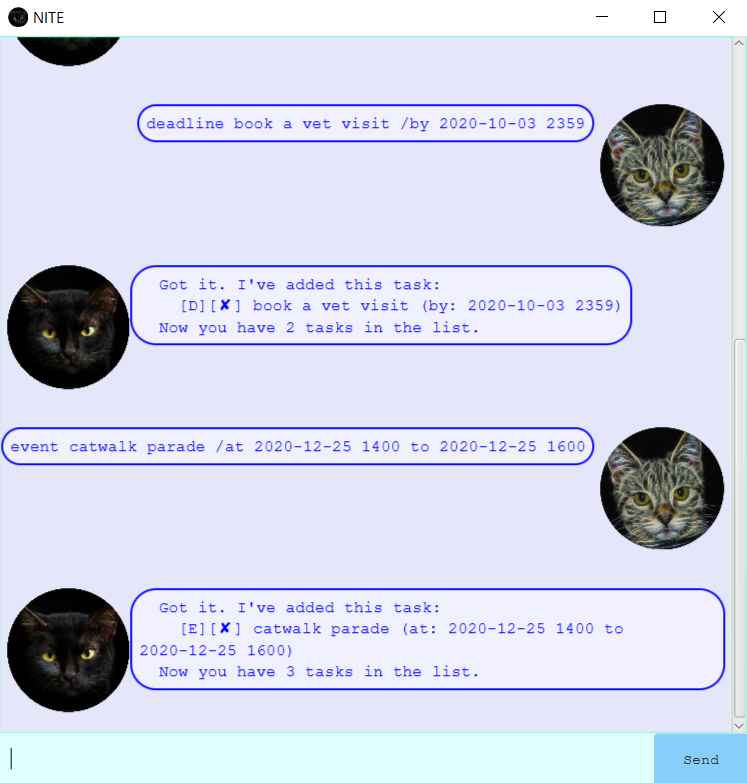 NITE
deadline book a vet visit /by 2020-10-03 2359
Got it. I've added this task:
[D][✘] book a vet visit (by: 2020-10-03 2359)
Now you have 2 tasks in the list.
event catwalk parade /at 2020-12-25 1400 to 2020-12-25 1600
Got it. I've added this task:
[E][✘] catwalk parade (at: 2020-12-25 1400 to
2020-12-25 1600)
Now you have 3 tasks in the list.
Send